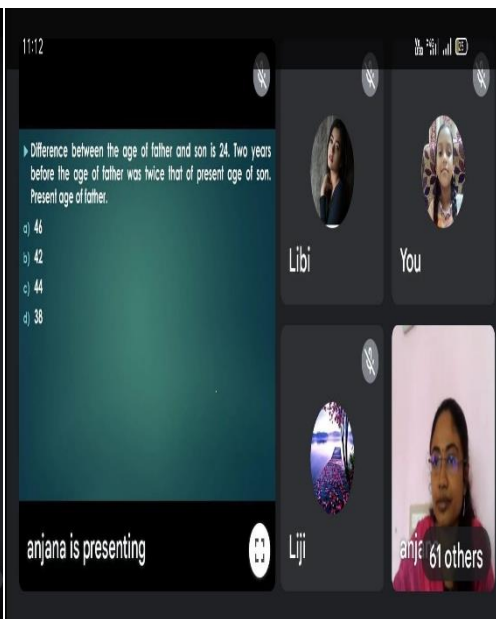 11:12
Difference between the age of father and son is 24. Two years
before the age of father was twice that of present age of son.
Present age of father.
a) 46
b) 42
c) 44
d) 38
anjana is presenting
Libi
You
Liji
61 others